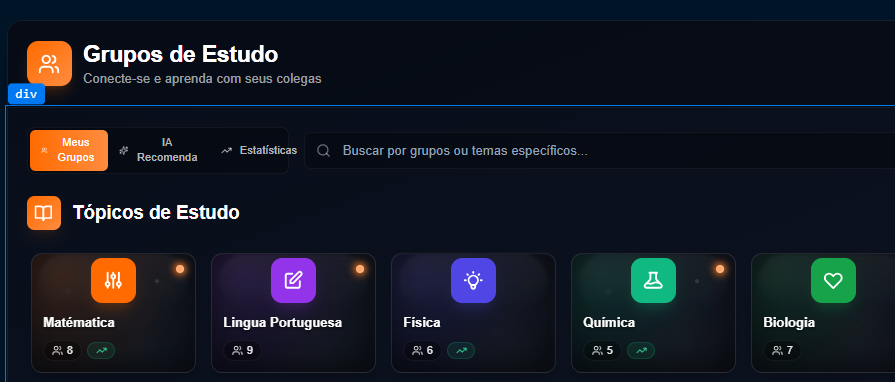 Grupos de Estudo
Conecte-se e aprenda com seus colegas
div
Meus
Grupos
IA
Recomenda
Estatísticas
Buscar por grupos ou temas específicos...
Tópicos de Estudo
Matématica
8
Lingua Portuguesa
9
Física
6
Química
5
Biologia
7